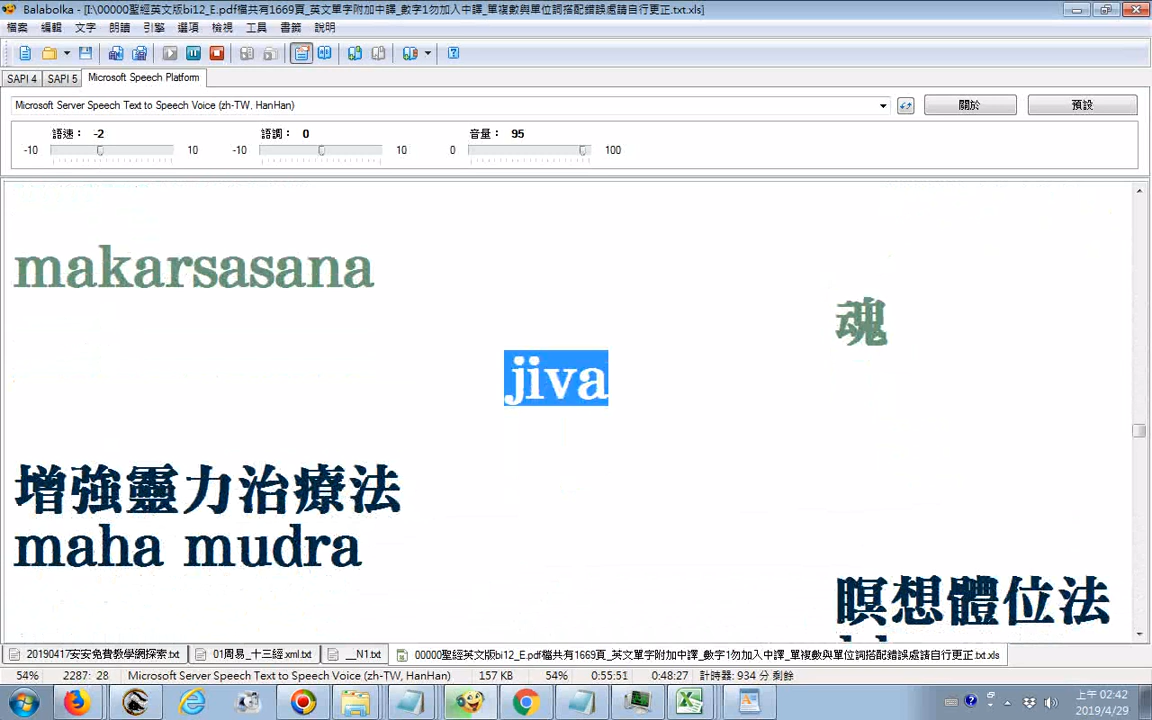 Balabolka - [I:\00000聖經英文版bi12_E.pdf檔共有1669頁_英文單字附加中譯_數字1勿加入中譯_單複數與單位詞搭配錯誤處請自行更正.txt.xls]
檔案 編輯 文字 朗讀 引擎 選項 檢視 工具 書籤 說明
SAPI 4 SAPI 5 Microsoft Speech Platform
Microsoft Server Speech Text to Speech Voice (zh-TW, HanHan) 關於 預設
語速： -2 語調： 0 音量： 95
-10 10 -10 10 0 100
makarsasana
魂
jiva
增強靈力治療法
maha mudra
瞑想體位法
20190417安安免費教學網探索.txt 01周易_十三經.xml.txt __N1.txt 00000聖經英文版bi12_E.pdf檔共有1669頁_英文單字附加中譯_數字1勿加入中譯_單複數與單位詞搭配錯誤處請自行更正.txt.xls
54% 2287: 28 Microsoft Server Speech Text to Speech Voice (zh-TW, HanHan) 157 KB 54% 0:55:51 0:48:27 計時器: 934 分 剩餘
上午 02:42
2019/4/29